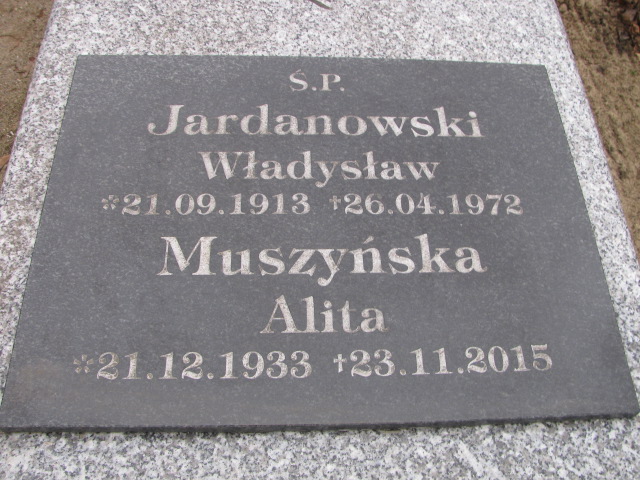 Ś.P.
Jardanowski
Władysław
*21.09.1913 †26.04.1972
Muszyńska
Alita
*21.12.1933 †23.11.2015